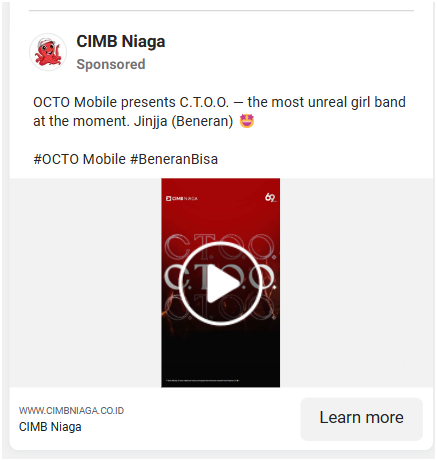 CIMB Niaga
Sponsored
OCTO Mobile presents C.T.O.O. — the most unreal girl band
at the moment. Jinjja (Beneran) 🤩
#OCTO Mobile #BeneranBisa
CIMB NIAGA
C.T.O.O.
C.T.O.O.
C.T.O.O.
WWW.CIMBNIAGA.CO.ID
CIMB Niaga
Learn more